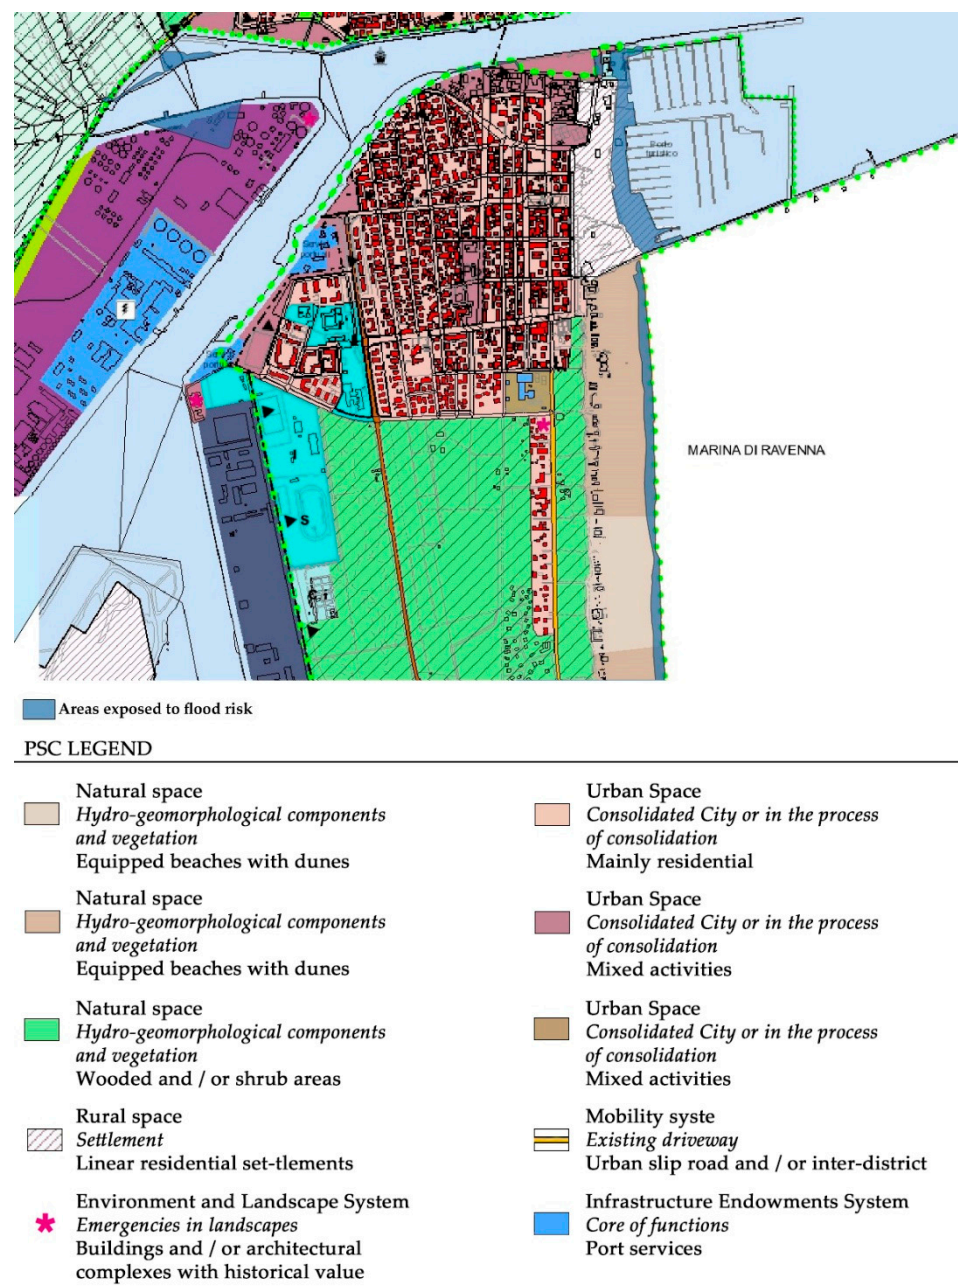 Porto
turistico
MARINA DI RAVENNA
S
Areas exposed to flood risk
PSC LEGEND
Natural space
Hydro-geomorphological components
and vegetation
Equipped beaches with dunes
Natural space
Hydro-geomorphological components
and vegetation
Equipped beaches with dunes
Natural space
Hydro-geomorphological components
and vegetation
Wooded and / or shrub areas
Rural space
Settlement
Linear residential set-tlements
Environment and Landscape System
Emergencies in landscapes
Buildings and / or architectural
complexes with historical value
Urban Space
Consolidated City or in the process
of consolidation
Mainly residential
Urban Space
Consolidated City or in the process
of consolidation
Mixed activities
Urban Space
Consolidated City or in the process
of consolidation
Mixed activities
Mobility syste
Existing driveway
Urban slip road and / or inter-district
Infrastructure Endowments System
Core of functions
Port services